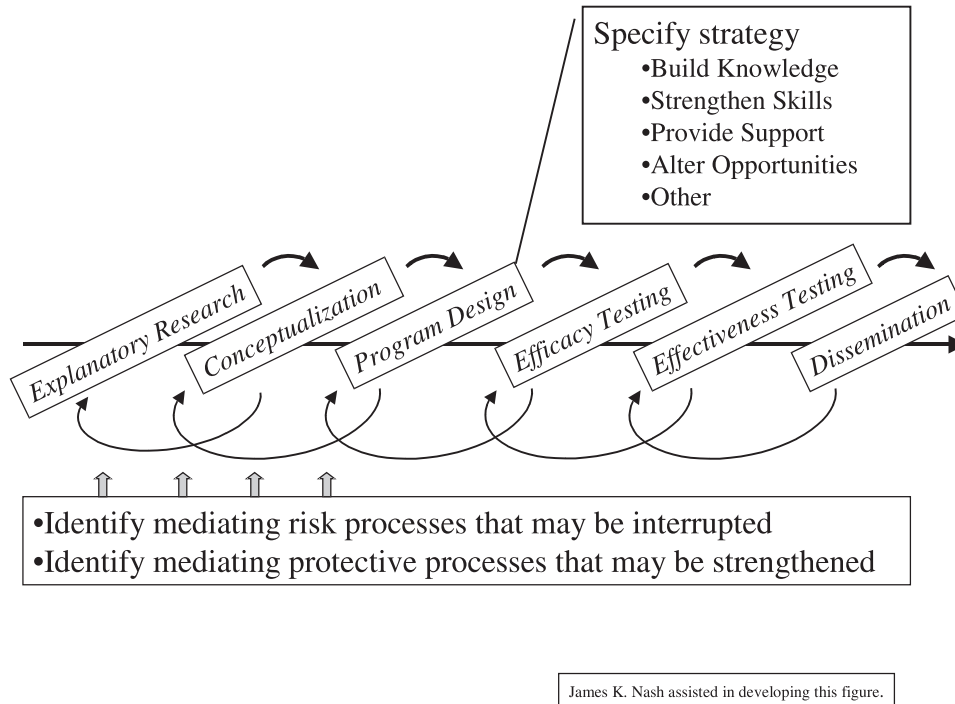 Specify strategy
•Build Knowledge
•Strengthen Skills
•Provide Support
•Alter Opportunities
•Other
Explanatory Research
Conceptualization
Program Design
Efficacy Testing
Effectiveness Testing
Dissemination
•Identify mediating risk processes that may be interrupted
•Identify mediating protective processes that may be strengthened
James K. Nash assisted in developing this figure.